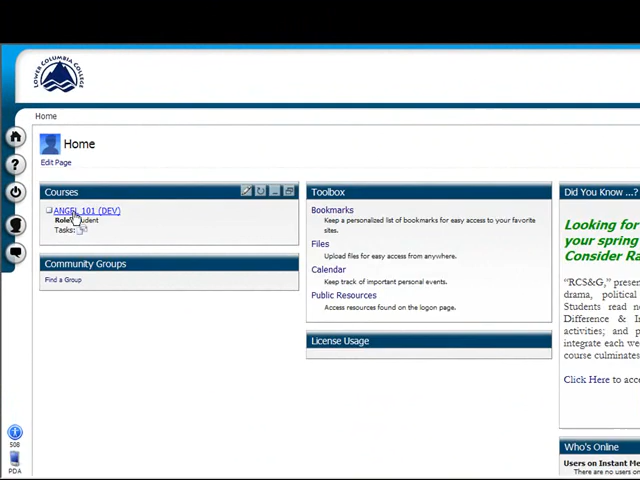 LOWER COLUMBIA COLLEGE
Home
Home
Edit Page
Courses
ANGEL 101 (DEV)
Role: Student
Tasks:
Community Groups
Find a Group
Toolbox
Bookmarks
Keep a personalized list of bookmarks for easy access to your favorite
sites.
Files
Upload files for easy access from anywhere.
Calendar
Keep track of important personal events.
Public Resources
Access resources found on the logon page.
License Usage
Did You Know ...?
Looking for
your spring
Consider Ra
"RCS&G," presen
drama, political
Students read no
Difference & In
activities; and p
integrate each we
course culminates
Click Here to acce
Who's Online
Users on Instant Me
There are no users o
508
PDA